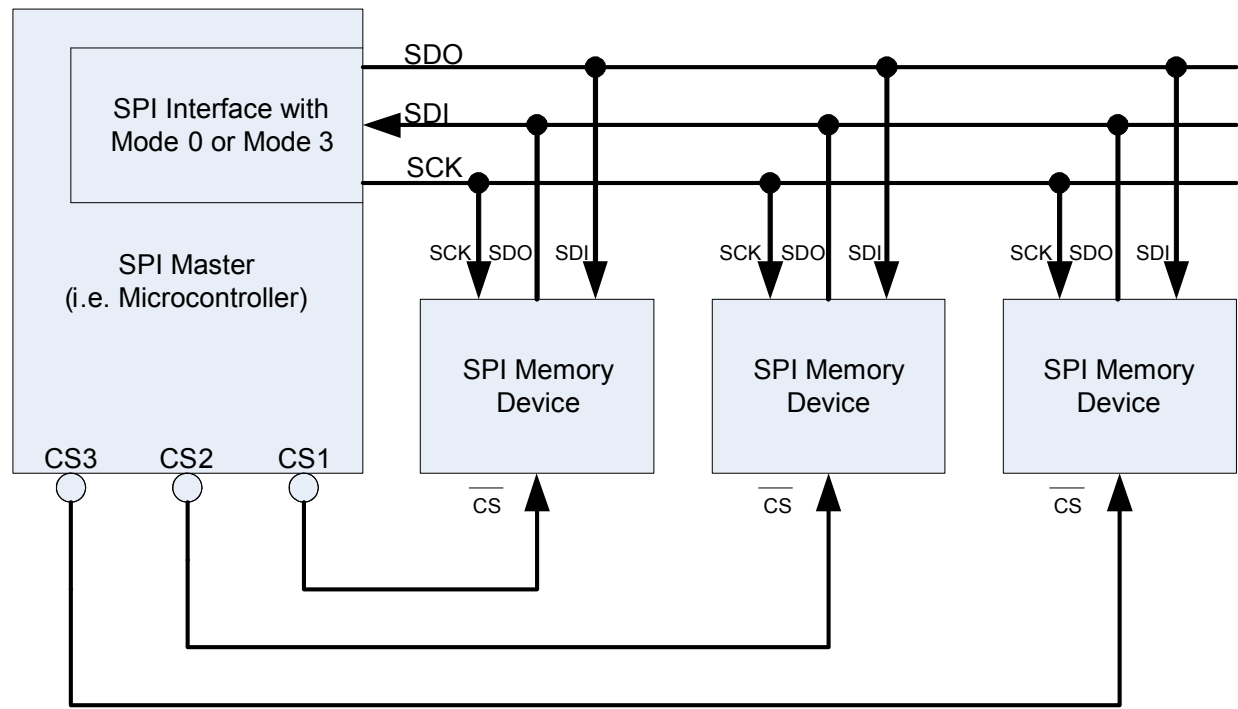 SDO
SPI Interface with
Mode 0 or Mode 3
SDI
SCK
SPI Master
(i.e. Microcontroller)
SCK SDO SDI
SCK SDO SDI
SCK SDO SDI
SPI Memory
Device
SPI Memory
Device
SPI Memory
Device
CS3 CS2 CS1
CS
CS
CS